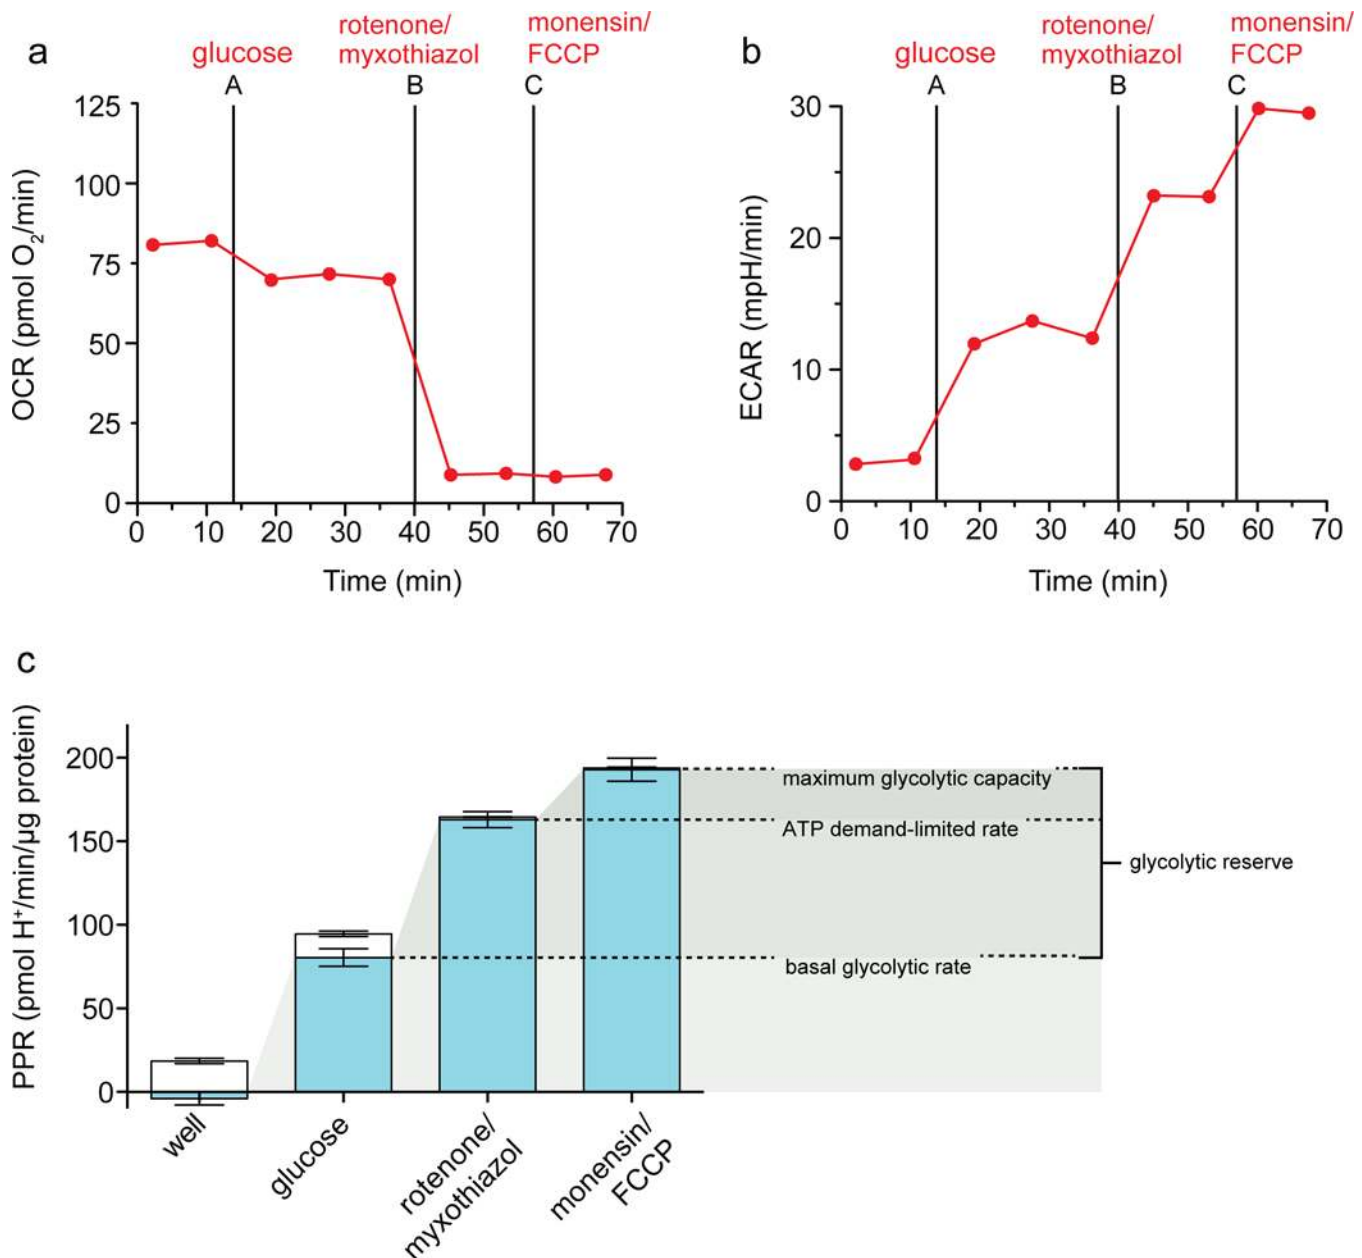 a
glucose
rotenone/
myxothiazol
monensin/
FCCP
A
B
C
125
100
75
50
25
0
OCR (pmol O₂/min)
0 10 20 30 40 50 60 70
Time (min)
b
glucose
rotenone/
myxothiazol
monensin/
FCCP
A
B
C
30
20
10
0
ECAR (mpH/min)
0 10 20 30 40 50 60 70
Time (min)
c
PPR (pmol H⁺/min/µg protein)
200
150
100
50
0
well
glucose
rotenone/
myxothiazol
monensin/
FCCP
maximum glycolytic capacity
ATP demand-limited rate
glycolytic reserve
basal glycolytic rate